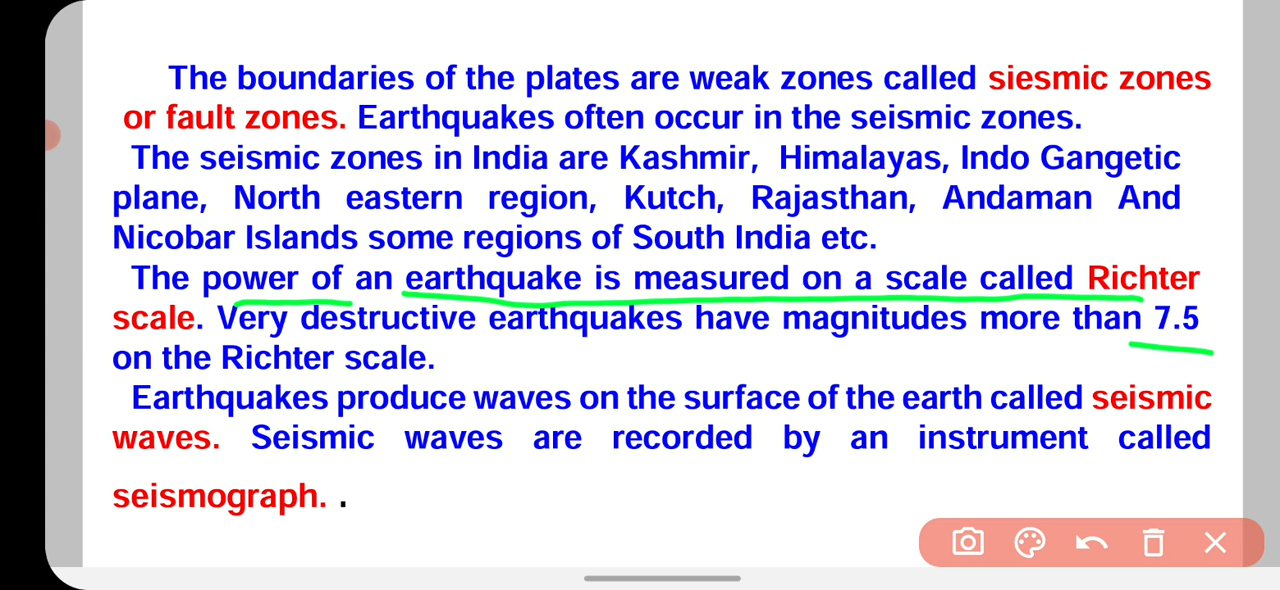 The boundaries of the plates are weak zones called siesmic zones
or fault zones. Earthquakes often occur in the seismic zones.
The seismic zones in India are Kashmir, Himalayas, Indo Gangetic
plane, North eastern region, Kutch, Rajasthan, Andaman And
Nicobar Islands some regions of South India etc.
The power of an earthquake is measured on a scale called Richter
scale. Very destructive earthquakes have magnitudes more than 7.5
on the Richter scale.
Earthquakes produce waves on the surface of the earth called seismic
waves. Seismic waves are recorded by an instrument called
seismograph. .